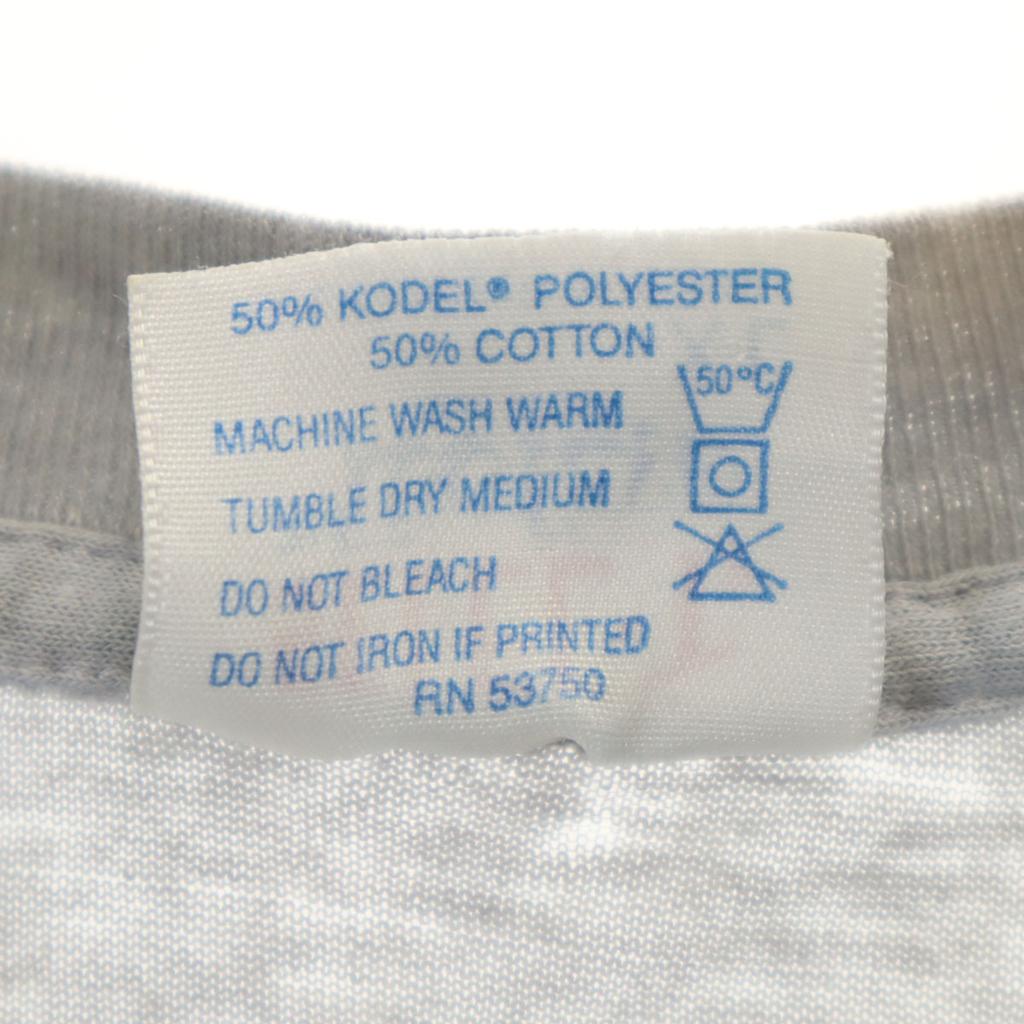 50% KODEL® POLYESTER
50% COTTON
50°C
MACHINE WASH WARM
TUMBLE DRY MEDIUM
DO NOT BLEACH
DO NOT IRON IF PRINTED
RN 53750